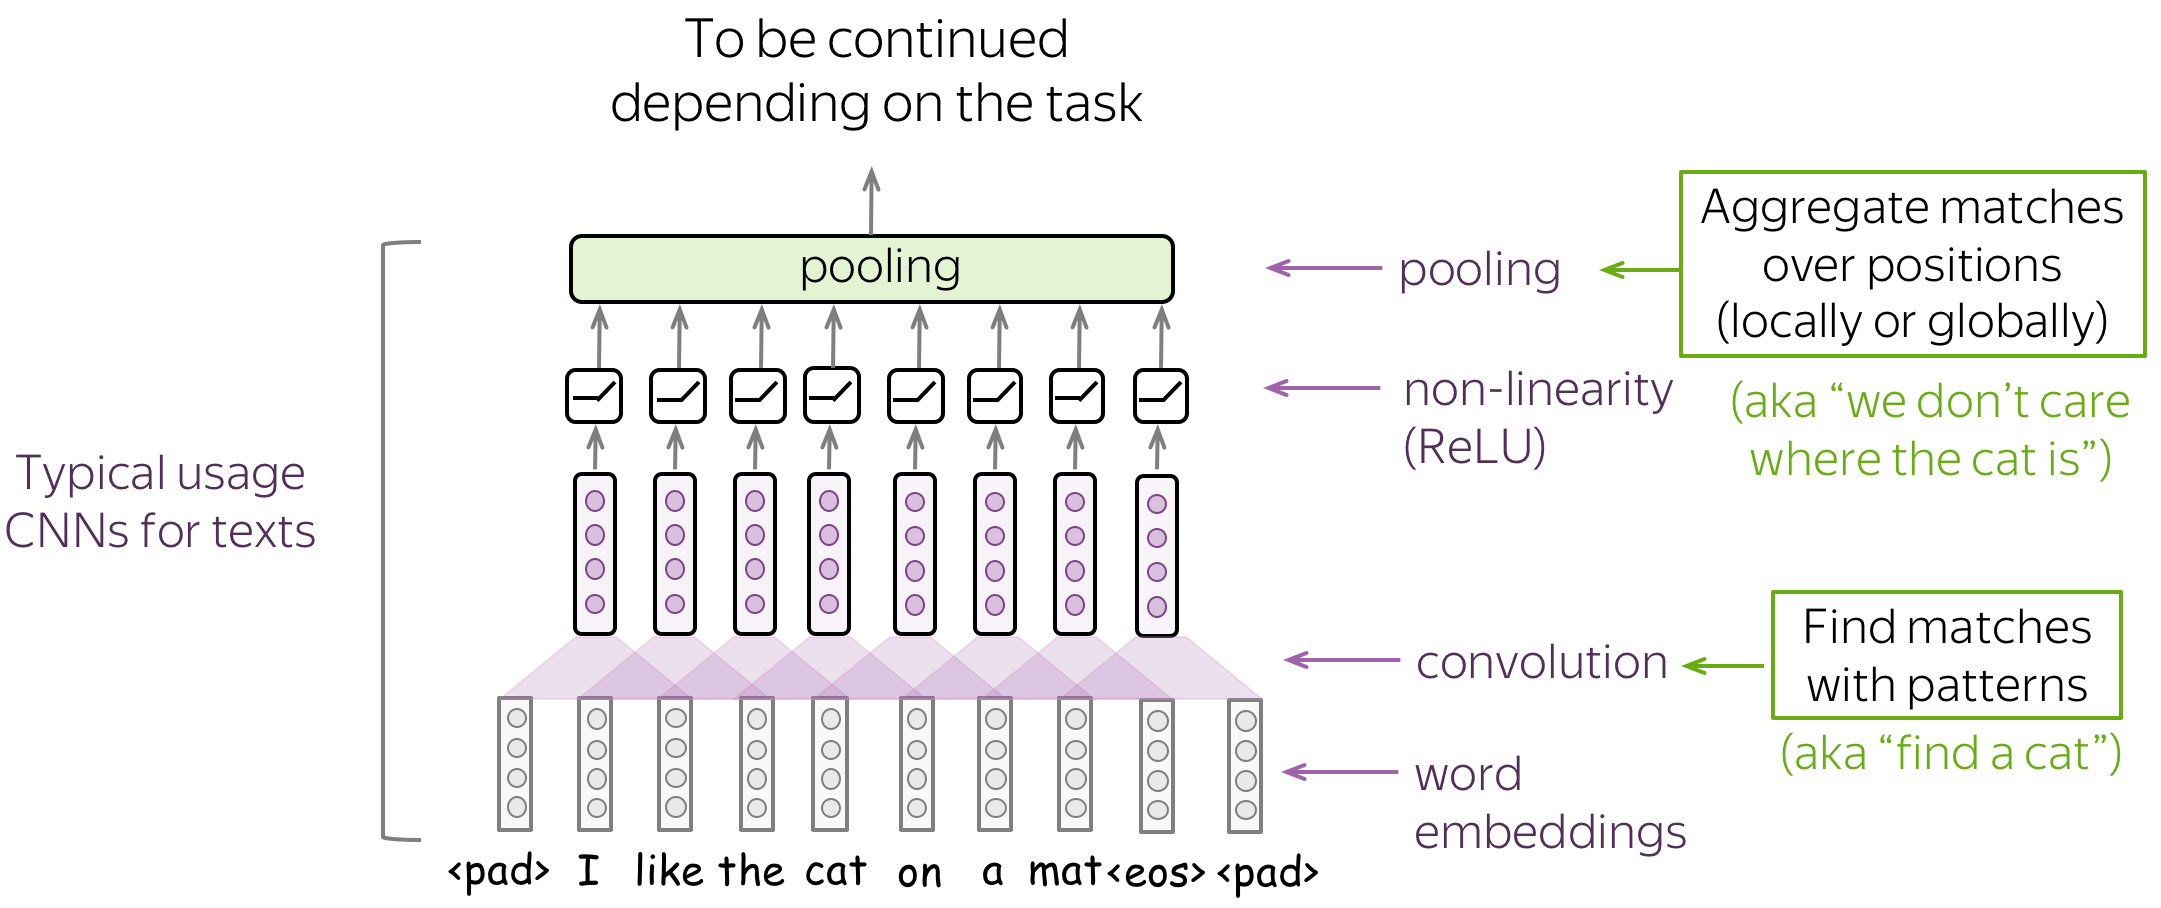 To be continued
depending on the task
pooling
pooling
Aggregate matches
over positions
(locally or globally)
(aka “we don’t care
where the cat is”)
non-linearity
(ReLU)
Typical usage
CNNs for texts
convolution
Find matches
with patterns
(aka “find a cat”)
word
embeddings
<pad> I like the cat on a mat <eos> <pad>